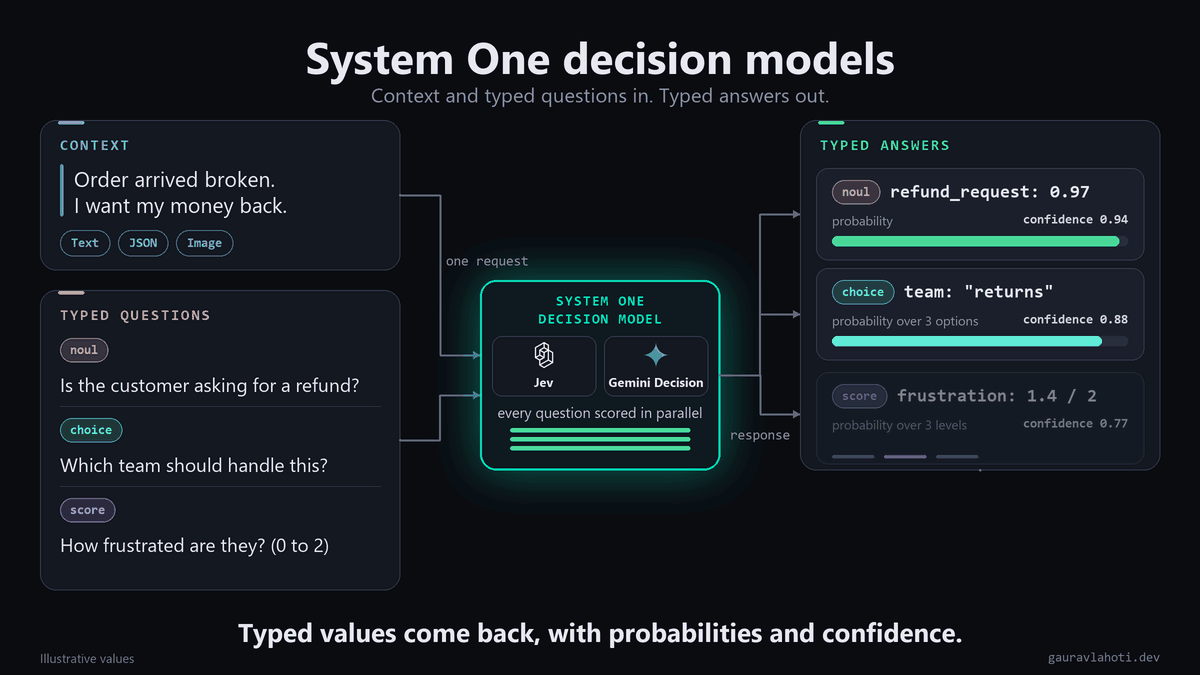 System One decision models
Context and typed questions in. Typed answers out.
CONTEXT
Order arrived broken.
I want my money back.
Text
JSON
Image
TYPED QUESTIONS
noul
Is the customer asking for a refund?
choice
Which team should handle this?
score
How frustrated are they? (0 to 2)
one request
SYSTEM ONE
DECISION MODEL
Jev
Gemini Decision
every question scored in parallel
response
TYPED ANSWERS
noul refund_request: 0.97
probability confidence 0.94
choice team: "returns"
probability over 3 options confidence 0.88
score frustration: 1.4 / 2
probability over 3 levels confidence 0.77
Typed values come back, with probabilities and confidence.
Illustrative values
gauravlahoti.dev